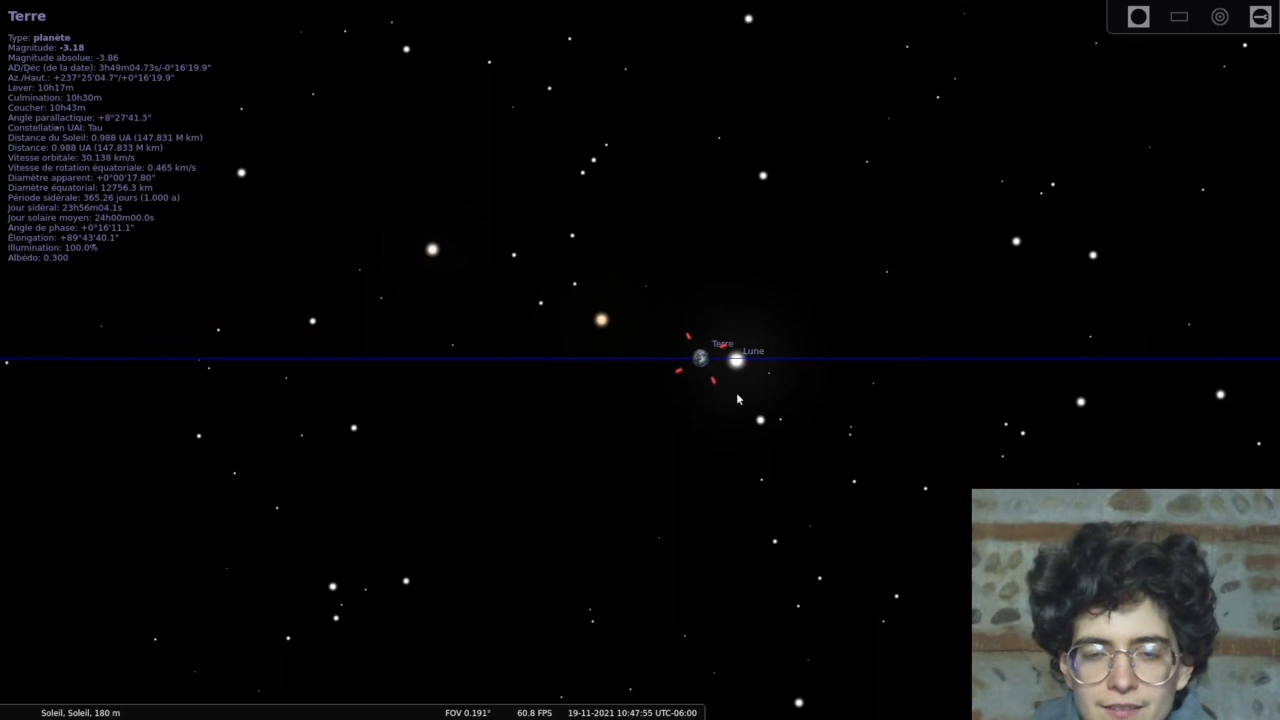 Terre
Type: planète
Magnitude: -3.18
Magnitude absolue: -3.86
AD/Déc (de la date): 3h49m04.73s/-0°16'19.9"
Az./Haut.: +237°25'04.7"/+0°16'19.9"
Lever: 10h17m
Culmination: 10h30m
Coucher: 10h43m
Angle parallactique: +8°27'41.3"
Constellation UAI: Tau
Distance du Soleil: 0.988 UA (147.831 M km)
Distance: 0.988 UA (147.833 M km)
Vitesse orbitale: 30.138 km/s
Vitesse de rotation équatoriale: 0.465 km/s
Diamètre apparent: +0°00'17.80"
Diamètre équatorial: 12756.3 km
Période sidérale: 365.26 jours (1.000 a)
Jour sidéral: 23h56m04.1s
Jour solaire moyen: 24h00m00.0s
Angle de phase: +0°16'11.1"
Élongation: +89°43'40.1"
Illumination: 100.0%
Albédo: 0.300
Terre
Lune
Soleil, Soleil, 180 m FOV 0.191° 60.8 FPS 19-11-2021 10:47:55 UTC-06:00